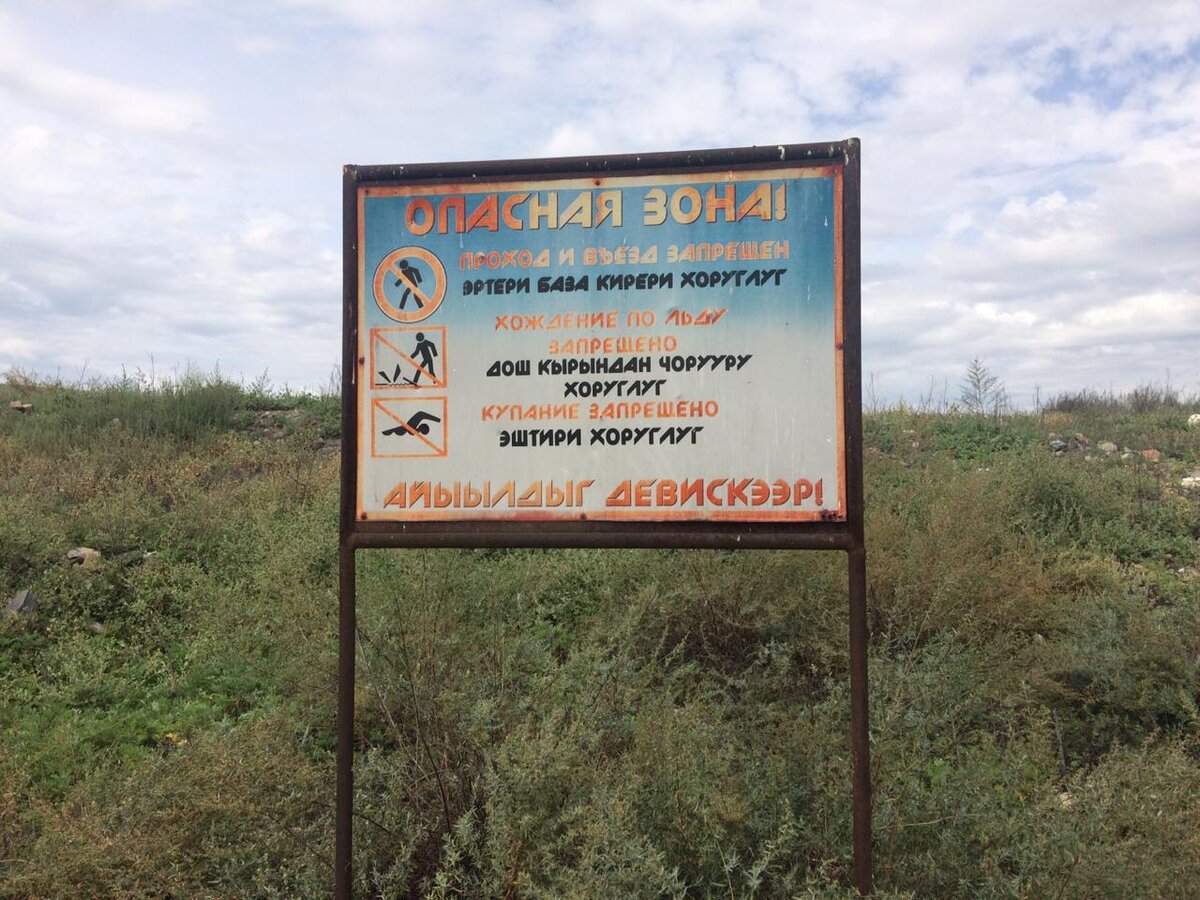 ОПАСНАЯ ЗОНА!
ПРОХОД И ВЪЕЗД ЗАПРЕЩЕН
ЭРТЕРИ БАЗА КИРЕРИ ХОРУГЛУГ
ХОЖДЕНИЕ ПО ЛЬДУ
ЗАПРЕЩЕНО
ДОШ КЫРЫНДАН ЧОРУУРУ
ХОРУГЛУГ
КУПАНИЕ ЗАПРЕЩЕНО
ЭШТИРИ ХОРУГЛУГ
АЙЫЫЛДЫГ ДЕВИСКЭЭР!